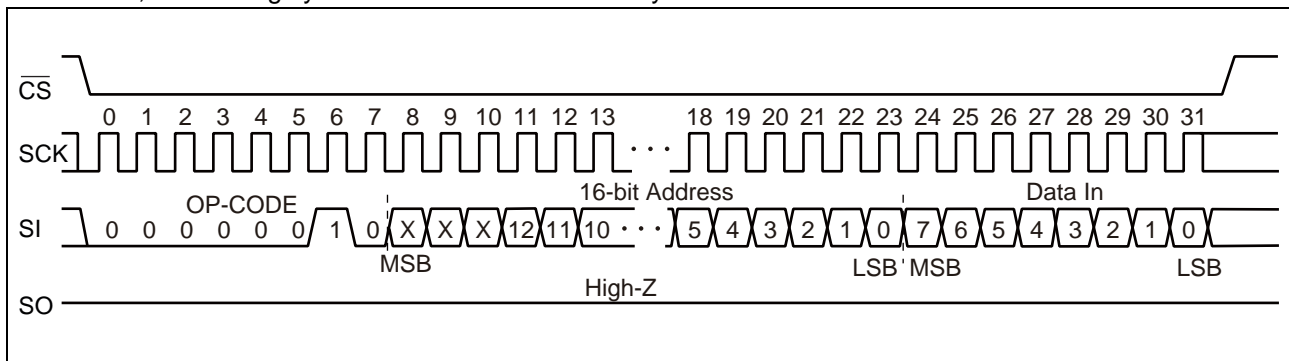 CS
0 1 2 3 4 5 6 7 8 9 10 11 12 13 18 19 20 21 22 23 24 25 26 27 28 29 30 31
SCK ···
OP-CODE 16-bit Address Data In
SI 0 0 0 0 0 0 1 0 X X X 12 11 10 ··· 5 4 3 2 1 0 7 6 5 4 3 2 1 0
MSB LSB MSB LSB
High-Z
SO